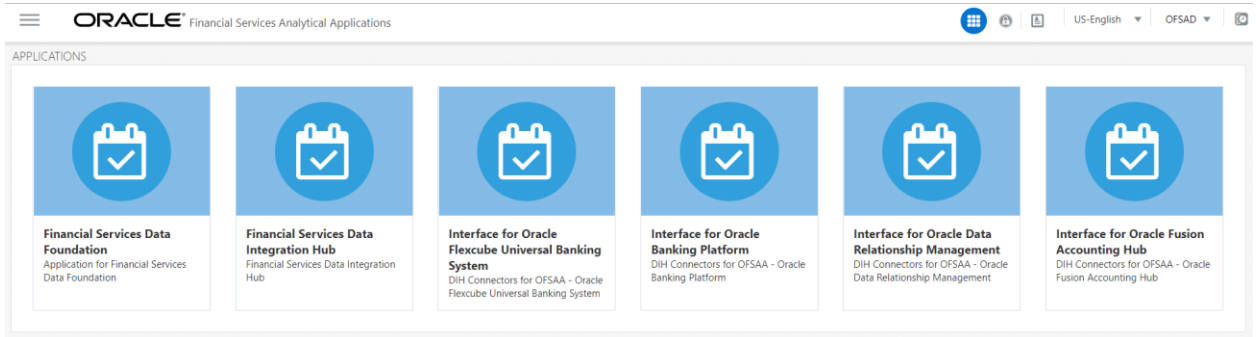 ORACLE® Financial Services Analytical Applications
US-English
OFSAD
APPLICATIONS
Financial Services Data
Foundation
Application for Financial Services
Data Foundation
Financial Services Data
Integration Hub
Financial Services Data Integration
Hub
Interface for Oracle
Flexcube Universal Banking
System
DIH Connectors for OFSAA - Oracle
Flexcube Universal Banking System
Interface for Oracle
Banking Platform
DIH Connectors for OFSAA - Oracle
Banking Platform
Interface for Oracle Data
Relationship Management
DIH Connectors for OFSAA - Oracle
Data Relationship Management
Interface for Oracle Fusion
Accounting Hub
DIH Connectors for OFSAA - Oracle
Fusion Accounting Hub